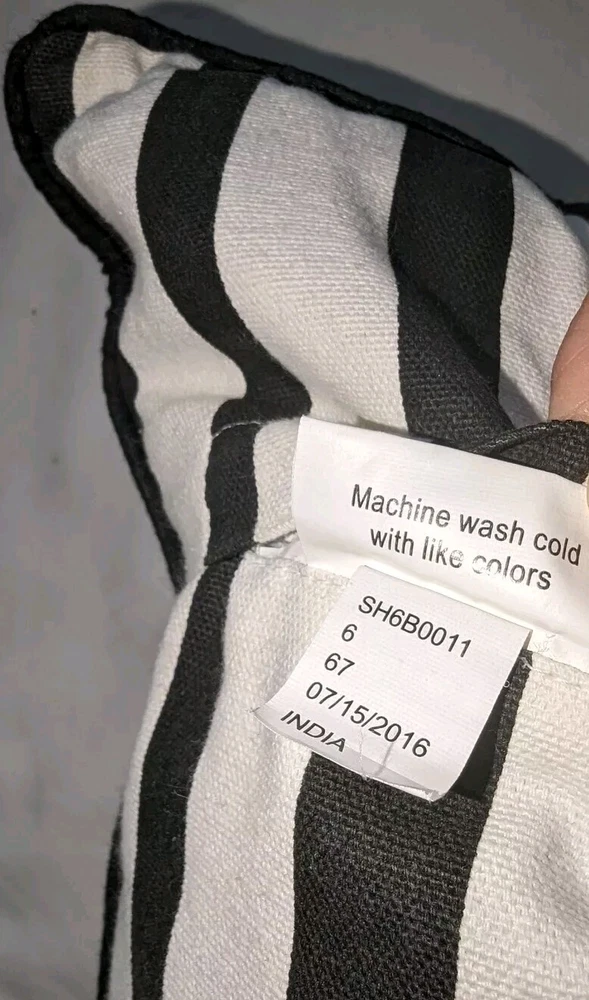 Machine wash cold
with like colors
SH6B0011
6
67
07/15/2016
INDIA